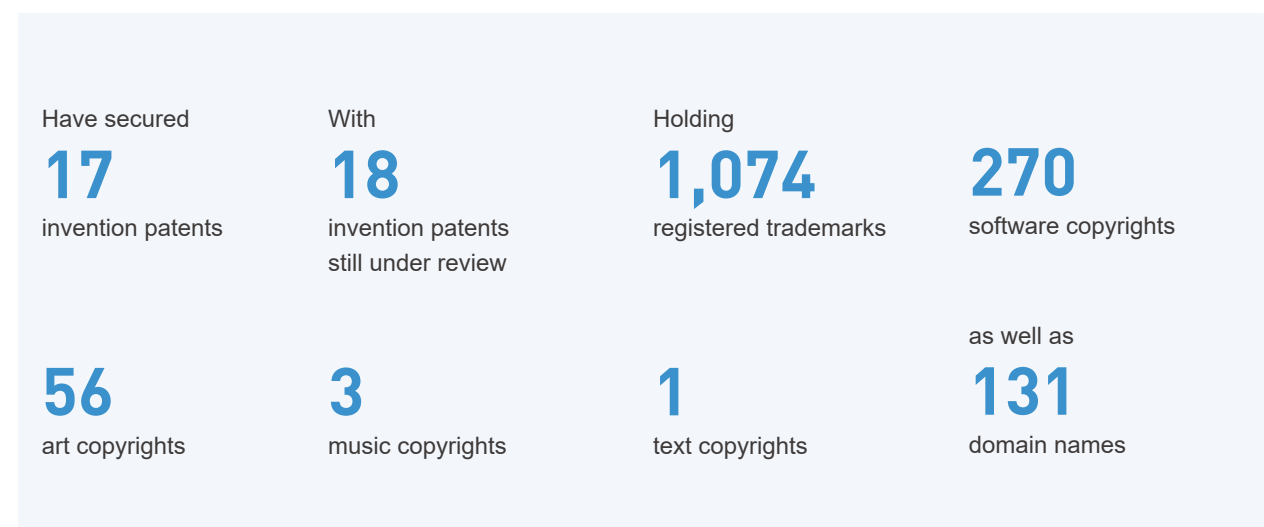 Have secured
17
invention patents
With
18
invention patents
still under review
Holding
1,074
registered trademarks
270
software copyrights
56
art copyrights
3
music copyrights
1
text copyrights
as well as
131
domain names